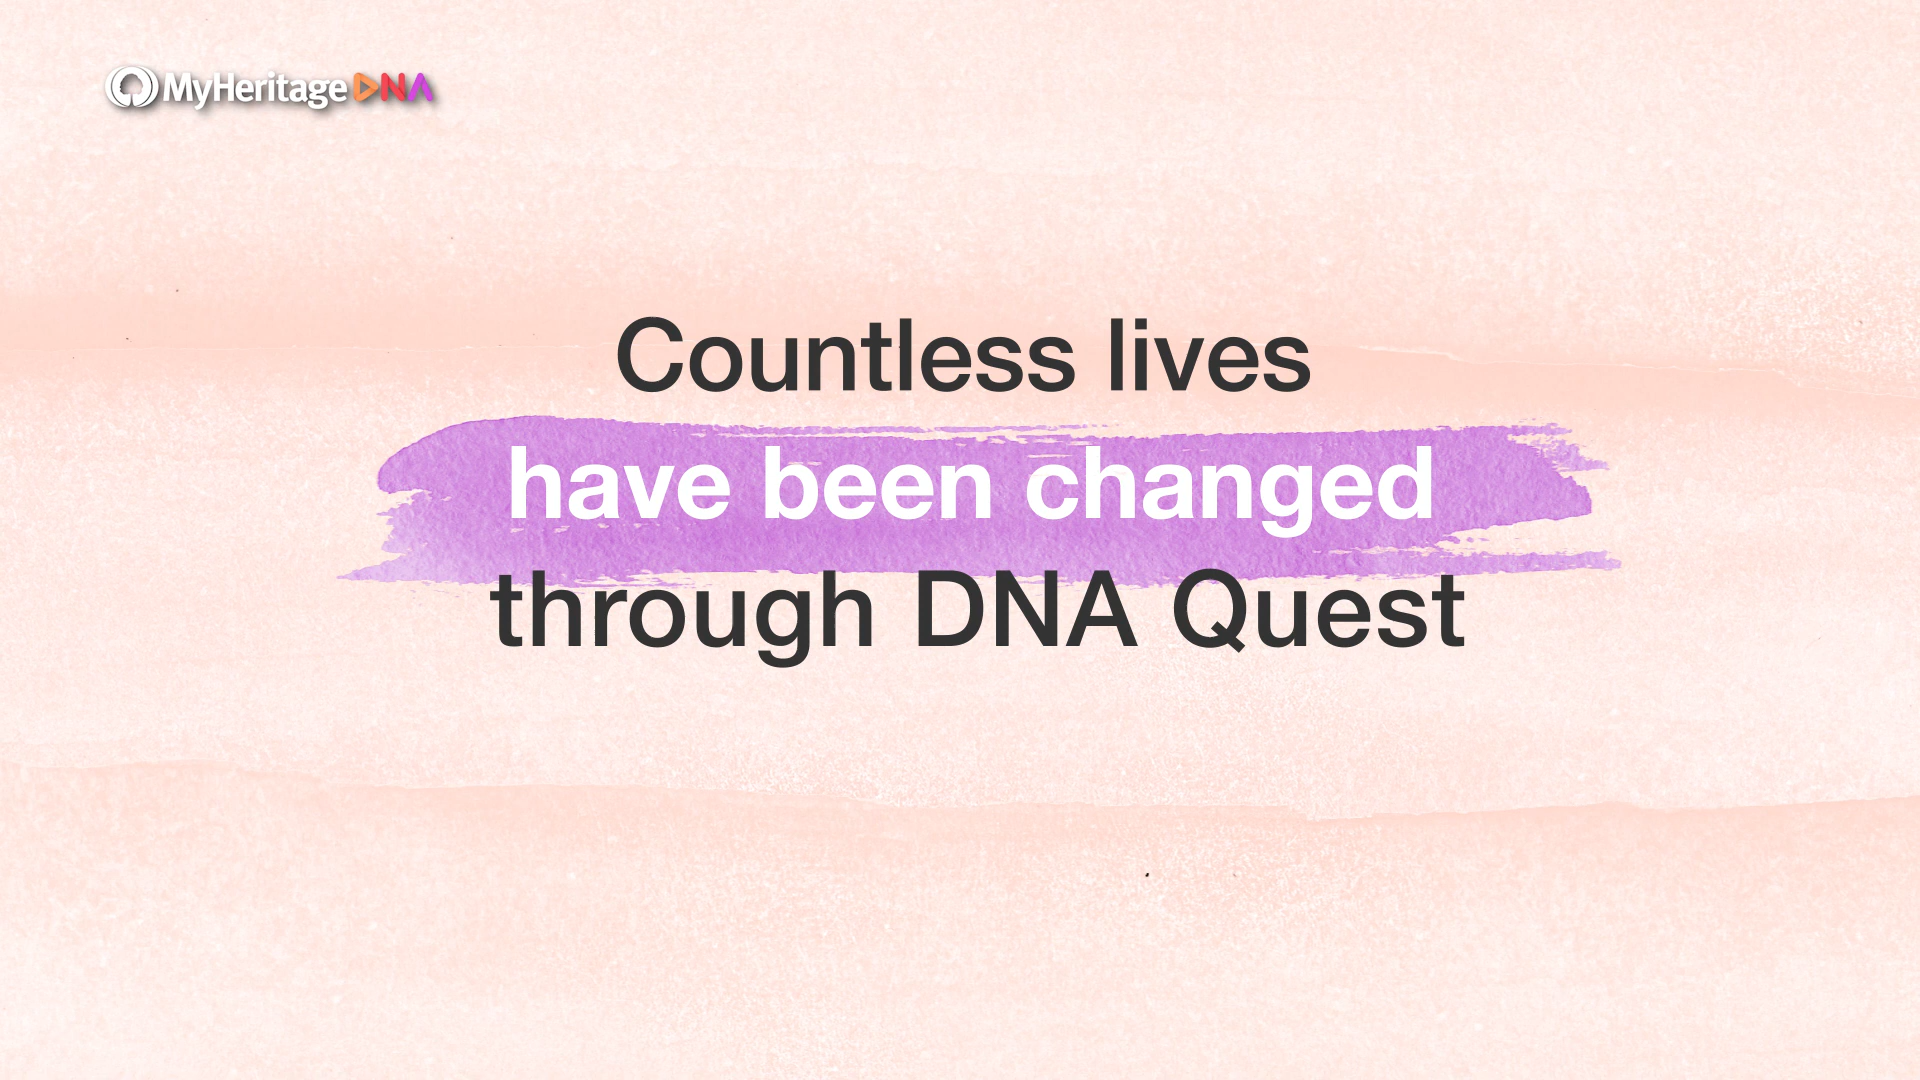 MyHeritage DNA
Countless lives
have been changed
through DNA Quest